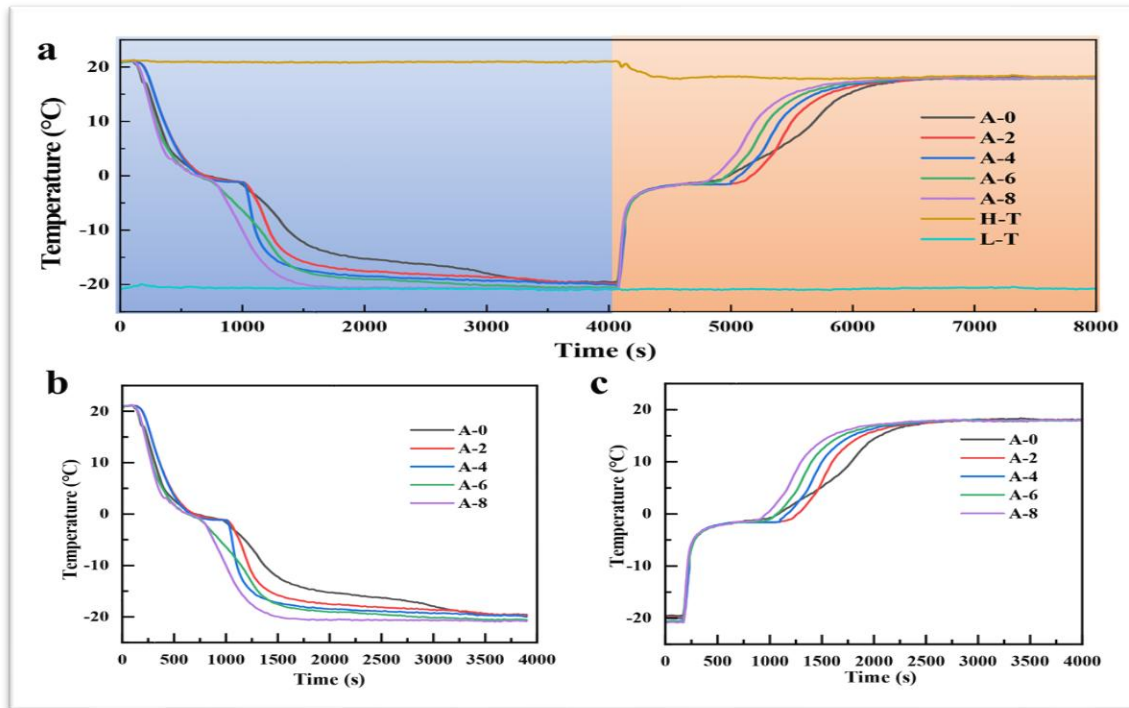 a
Temperature (℃)
20
10
0
-10
-20
A-0
A-2
A-4
A-6
A-8
H-T
L-T
0 1000 2000 3000 4000 5000 6000 7000 8000
Time (s)
b
Temperature (℃)
20
10
0
-10
-20
A-0
A-2
A-4
A-6
A-8
0 500 1000 1500 2000 2500 3000 3500 4000
Time (s)
c
Temperature (℃)
20
10
0
-10
-20
A-0
A-2
A-4
A-6
A-8
0 500 1000 1500 2000 2500 3000 3500 4000
Time (s)